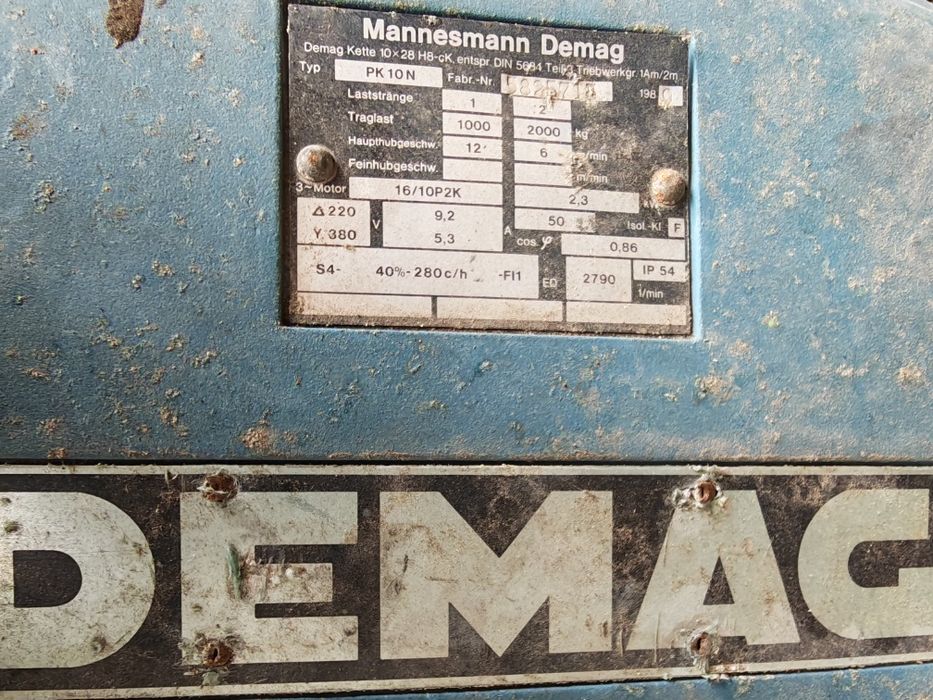 Mannesmann Demag
Demag Kette 10×28 H8-cK, entspr. DIN 5684 Teil 3, Triebwerkgr. 1Am/2m
Typ PK 10 N Fabr.-Nr. 198
Laststränge 1 2
Traglast 1000 2000 kg
Haupthubgeschw. 12 6 m/min
Feinhubgeschw. m/min
3~Motor 16/10P2K 2,3
Δ 220 V 9,2 A 50 Isol.-Kl. F
Y 380 5,3 cos φ 0,86
S4- 40%-280c/h -FI1 ED 2790 1/min IP 54
DEMAG